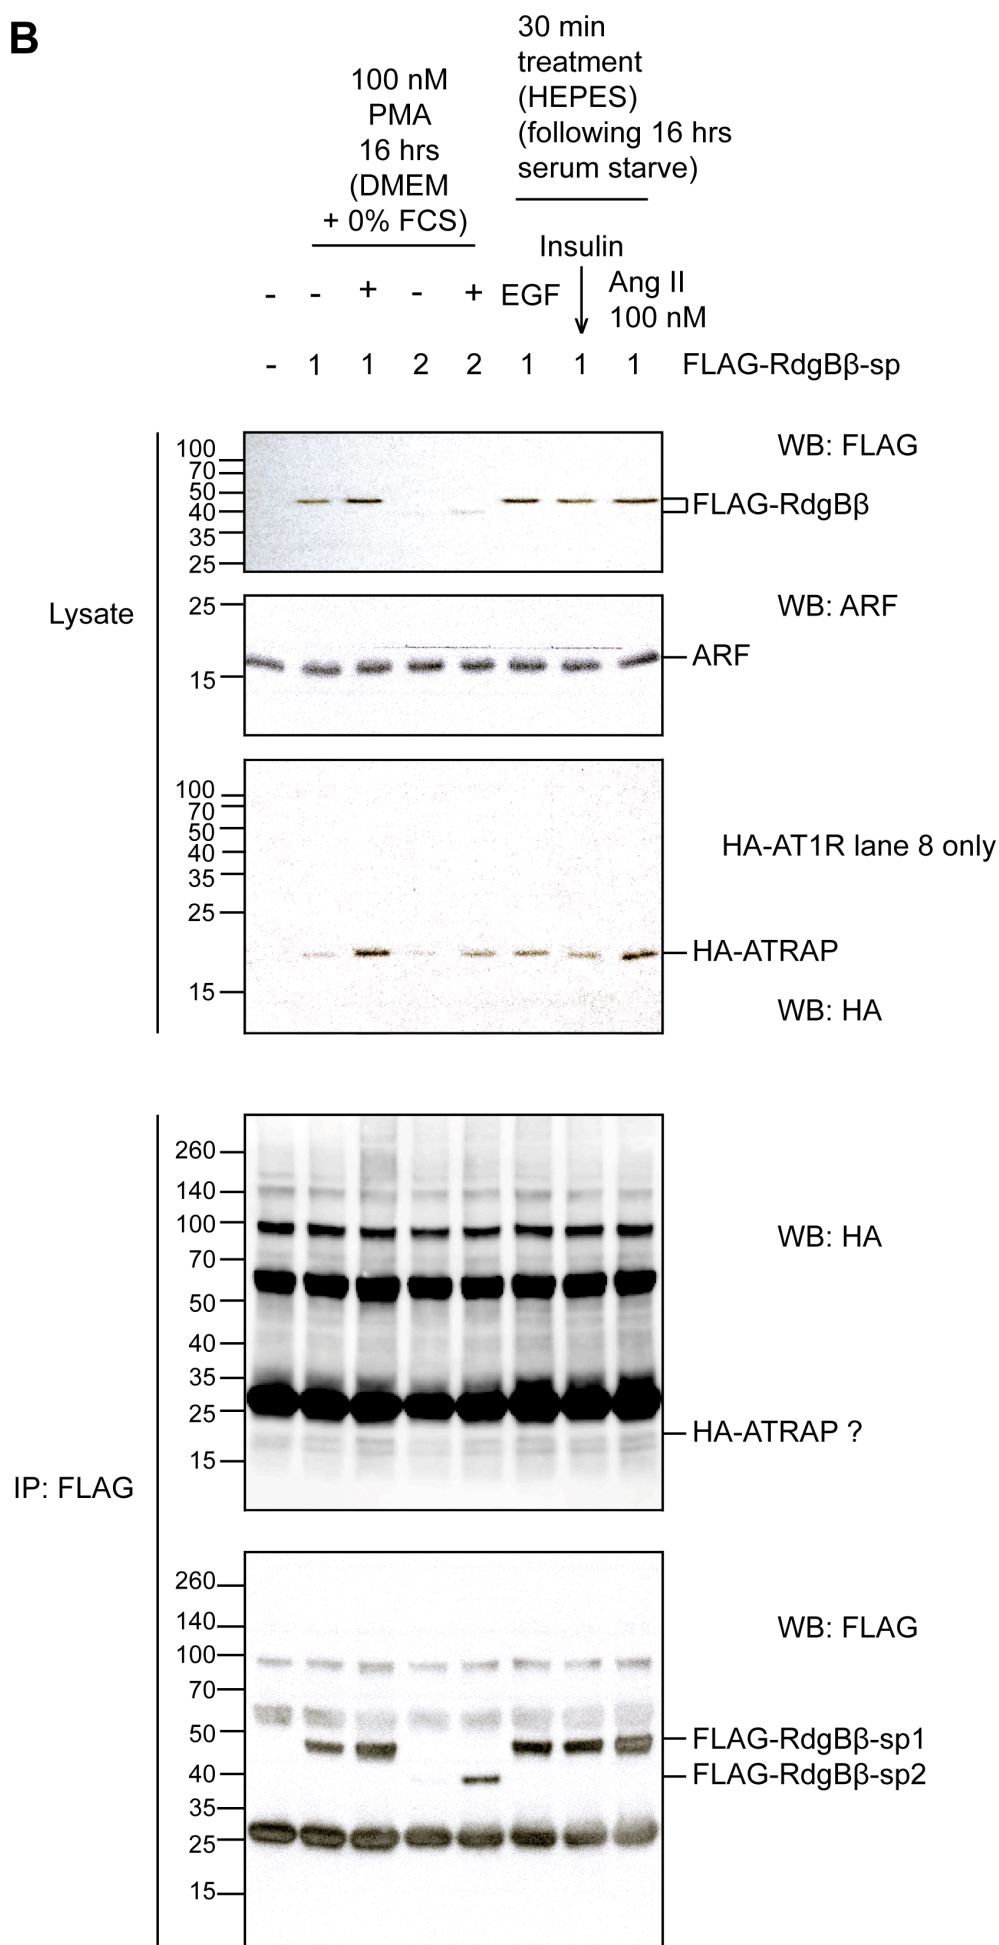 B
100 nM
PMA
16 hrs
(DMEM
+ 0% FCS)
30 min
treatment
(HEPES)
(following 16 hrs
serum starve)
Insulin
- - + - + EGF Ang II
100 nM
- 1 1 2 2 1 1 1 FLAG-RdgBβ-sp
Lysate
100
70
50
40
35
25
WB: FLAG
FLAG-RdgBβ
25
15
WB: ARF
ARF
100
70
50
40
35
25
15
HA-AT1R lane 8 only
HA-ATRAP
WB: HA
IP: FLAG
260
140
100
70
50
40
35
25
15
WB: HA
HA-ATRAP ?
260
140
100
70
50
40
35
25
15
WB: FLAG
FLAG-RdgBβ-sp1
FLAG-RdgBβ-sp2